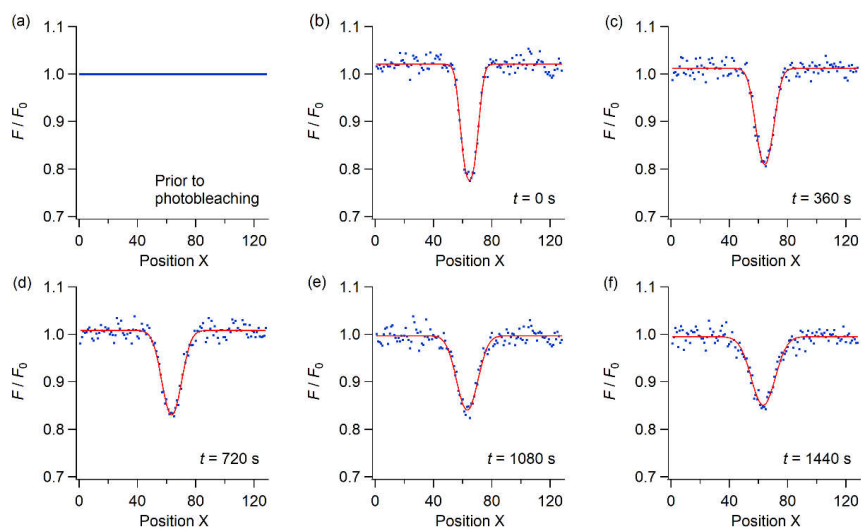 (a)
1.1
1.0
0.9
0.8
0.7
F / F0
Prior to
photobleaching
0 40 80 120
Position X
(b)
1.1
1.0
0.9
0.8
0.7
F / F0
t = 0 s
0 40 80 120
Position X
(c)
1.1
1.0
0.9
0.8
0.7
F / F0
t = 360 s
0 40 80 120
Position X
(d)
1.1
1.0
0.9
0.8
0.7
F / F0
t = 720 s
0 40 80 120
Position X
(e)
1.1
1.0
0.9
0.8
0.7
F / F0
t = 1080 s
0 40 80 120
Position X
(f)
1.1
1.0
0.9
0.8
0.7
F / F0
t = 1440 s
0 40 80 120
Position X